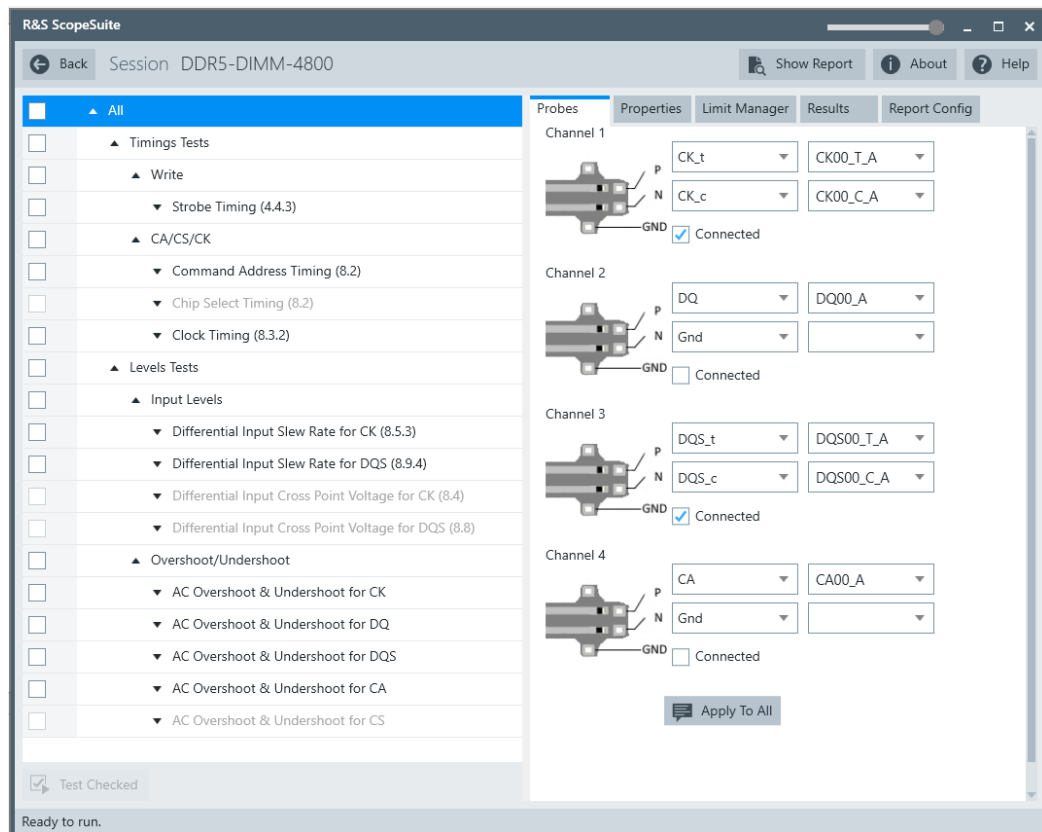 R&S ScopeSuite
Back Session DDR5-DIMM-4800 Show Report About Help
All
Timings Tests
Write
Strobe Timing (4.4.3)
CA/CS/CK
Command Address Timing (8.2)
Chip Select Timing (8.2)
Clock Timing (8.3.2)
Levels Tests
Input Levels
Differential Input Slew Rate for CK (8.5.3)
Differential Input Slew Rate for DQS (8.9.4)
Differential Input Cross Point Voltage for CK (8.4)
Differential Input Cross Point Voltage for DQS (8.8)
Overshoot/Undershoot
AC Overshoot & Undershoot for CK
AC Overshoot & Undershoot for DQ
AC Overshoot & Undershoot for DQS
AC Overshoot & Undershoot for CA
AC Overshoot & Undershoot for CS
Test Checked
Probes Properties Limit Manager Results Report Config
Channel 1
P CK_t CK00_T_A
N CK_c CK00_C_A
GND Connected
Channel 2
P DQ DQ00_A
N Gnd
GND Connected
Channel 3
P DQS_t DQS00_T_A
N DQS_c DQS00_C_A
GND Connected
Channel 4
P CA CA00_A
N Gnd
GND Connected
Apply To All
Ready to run.